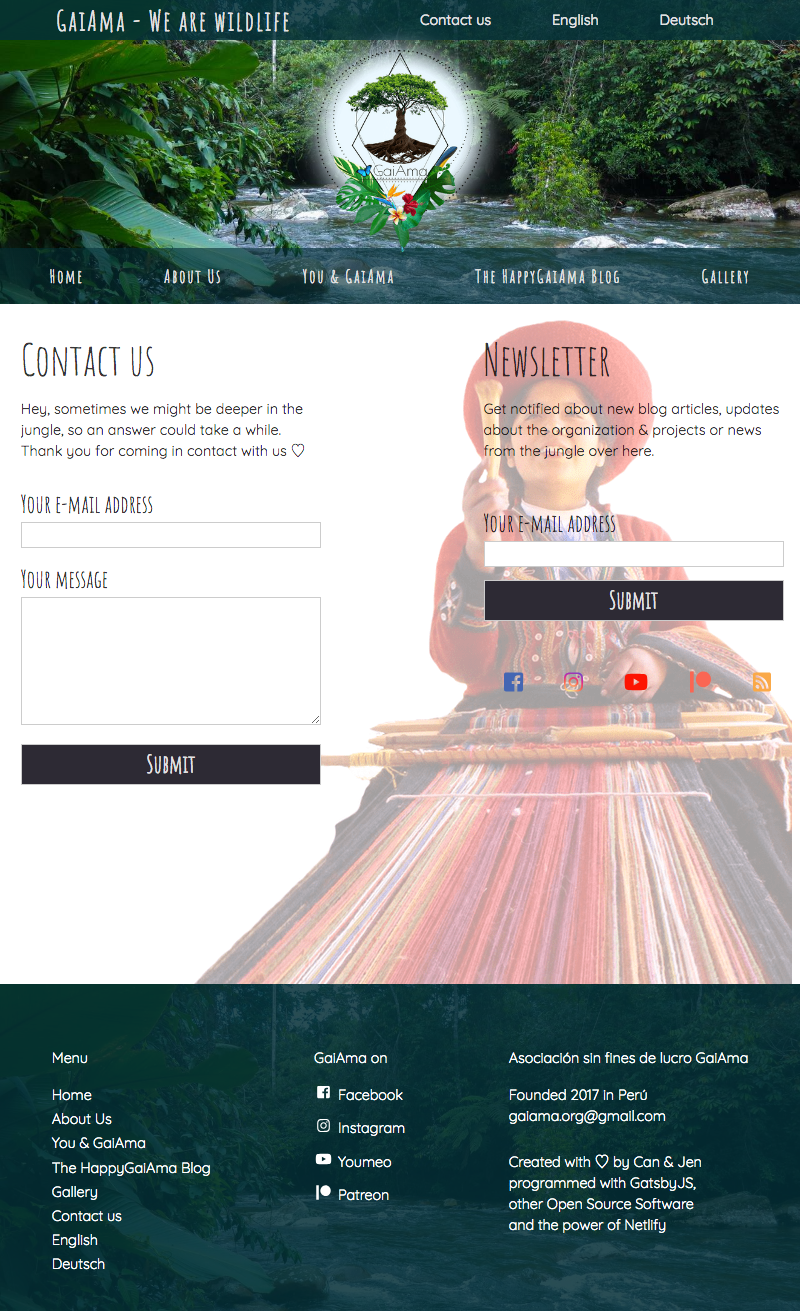 GaiAma - We are wildlife
Contact us
English
Deutsch
GaiAma
Home
About Us
You & GaiAma
The HappyGaiAma Blog
Gallery
Contact us
Hey, sometimes we might be deeper in the
jungle, so an answer could take a while.
Thank you for coming in contact with us ♡
Your e-mail address
Your message
Submit
Newsletter
Get notified about new blog articles, updates
about the organization & projects or news
from the jungle over here.
Your e-mail address
Submit
Menu
Home
About Us
You & GaiAma
The HappyGaiAma Blog
Gallery
Contact us
English
Deutsch
GaiAma on
Facebook
Instagram
Youmeo
Patreon
Asociación sin fines de lucro GaiAma
Founded 2017 in Perú
gaiama.org@gmail.com
Created with ♡ by Can & Jen
programmed with GatsbyJS,
other Open Source Software
and the power of Netlify